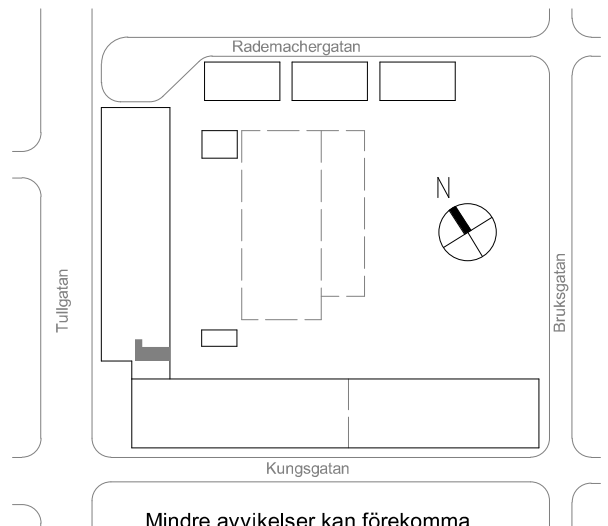 Rademachergatan
N
Tullgatan
Bruksgatan
Kungsgatan
Mindre avvikelser kan förekomma